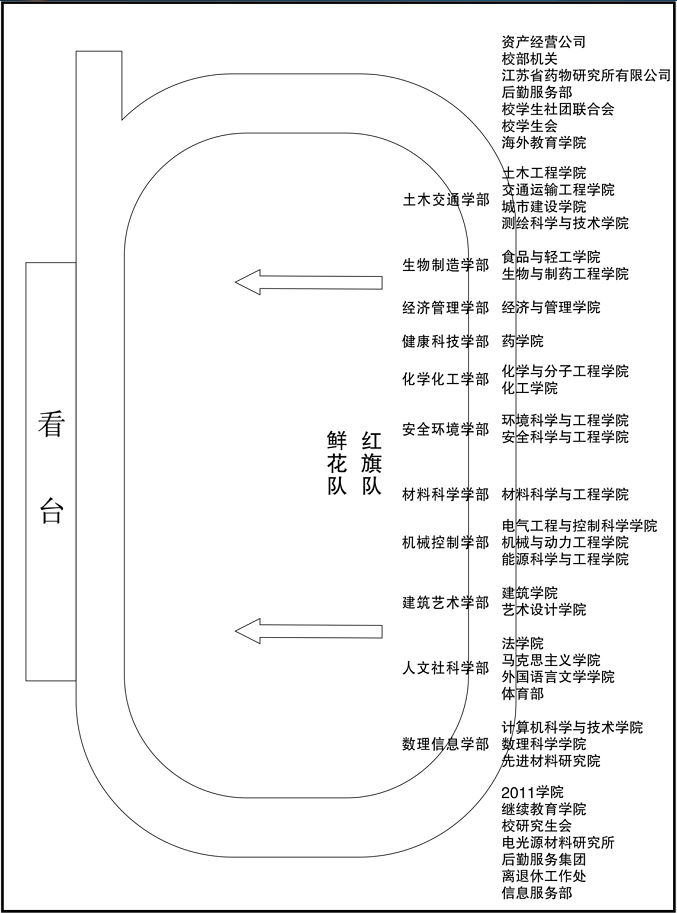 资产经营公司
校部机关
江苏省药物研究所有限公司
后勤服务部
校学生社团联合会
校学生会
海外教育学院
土木交通学部
土木工程学院
交通运输工程学院
城市建设学院
测绘科学与技术学院
生物制造学部
食品与轻工学院
生物与制药工程学院
经济管理学部
经济与管理学院
健康科技学部
药学院
化学化工学部
化学与分子工程学院
化工学院
安全环境学部
环境科学与工程学院
安全科学与工程学院
看台
鲜花队
红旗队
材料科学学部
材料科学与工程学院
机械控制学部
电气工程与控制科学学院
机械与动力工程学院
能源科学与工程学院
建筑艺术学部
建筑学院
艺术设计学院
人文社科学部
法学院
马克思主义学院
外国语言文学学院
体育部
数理信息学部
计算机科学与技术学院
数理科学学院
先进材料研究院
2011学院
继续教育学院
校研究生会
电光源材料研究所
后勤服务集团
离退休工作处
信息服务部